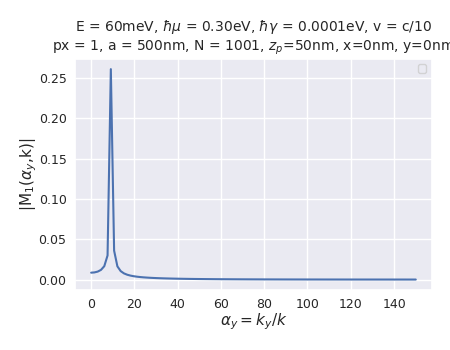 E = 60meV, ℏμ = 0.30eV, ℏγ = 0.0001eV, v = c/10
px = 1, a = 500nm, N = 1001, z_p=50nm, x=0nm, y=0nm
|M₁(α_y,k)|
0.25
0.20
0.15
0.10
0.05
0.00
0 20 40 60 80 100 120 140
α_y = k_y/k